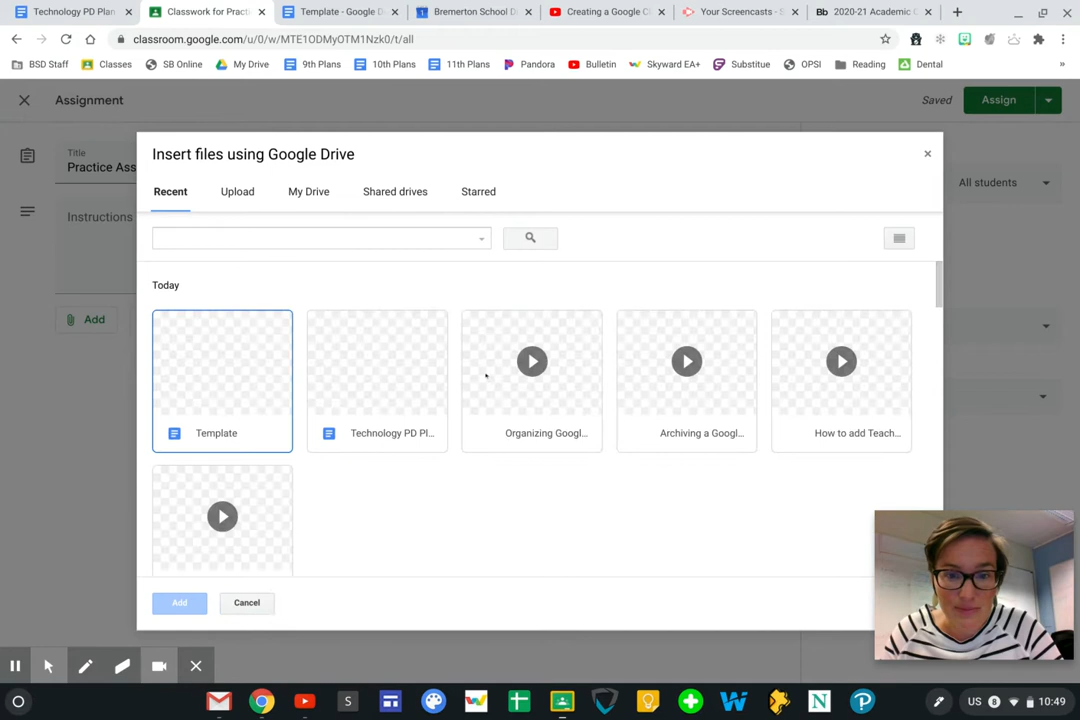 Technology PD Plan
Classwork for Practi
Template - Google D
Bremerton School D
Creating a Google Cl
Your Screencasts - S
Bb 2020-21 Academic C
classroom.google.com/u/0/w/MTE1ODMyOTM1Nzk0/t/all
BSD Staff
Classes
SB Online
My Drive
9th Plans
10th Plans
11th Plans
Pandora
Bulletin
Skyward EA+
Substitue
OPSI
Reading
Dental
»
Assignment
Saved
Assign
Title
Practice Ass
All students
Instructions
Add
Insert files using Google Drive
Recent
Upload
My Drive
Shared drives
Starred
Today
Template
Technology PD Pl...
Organizing Googl...
Archiving a Googl...
How to add Teach...
Add
Cancel
US 8 10:49